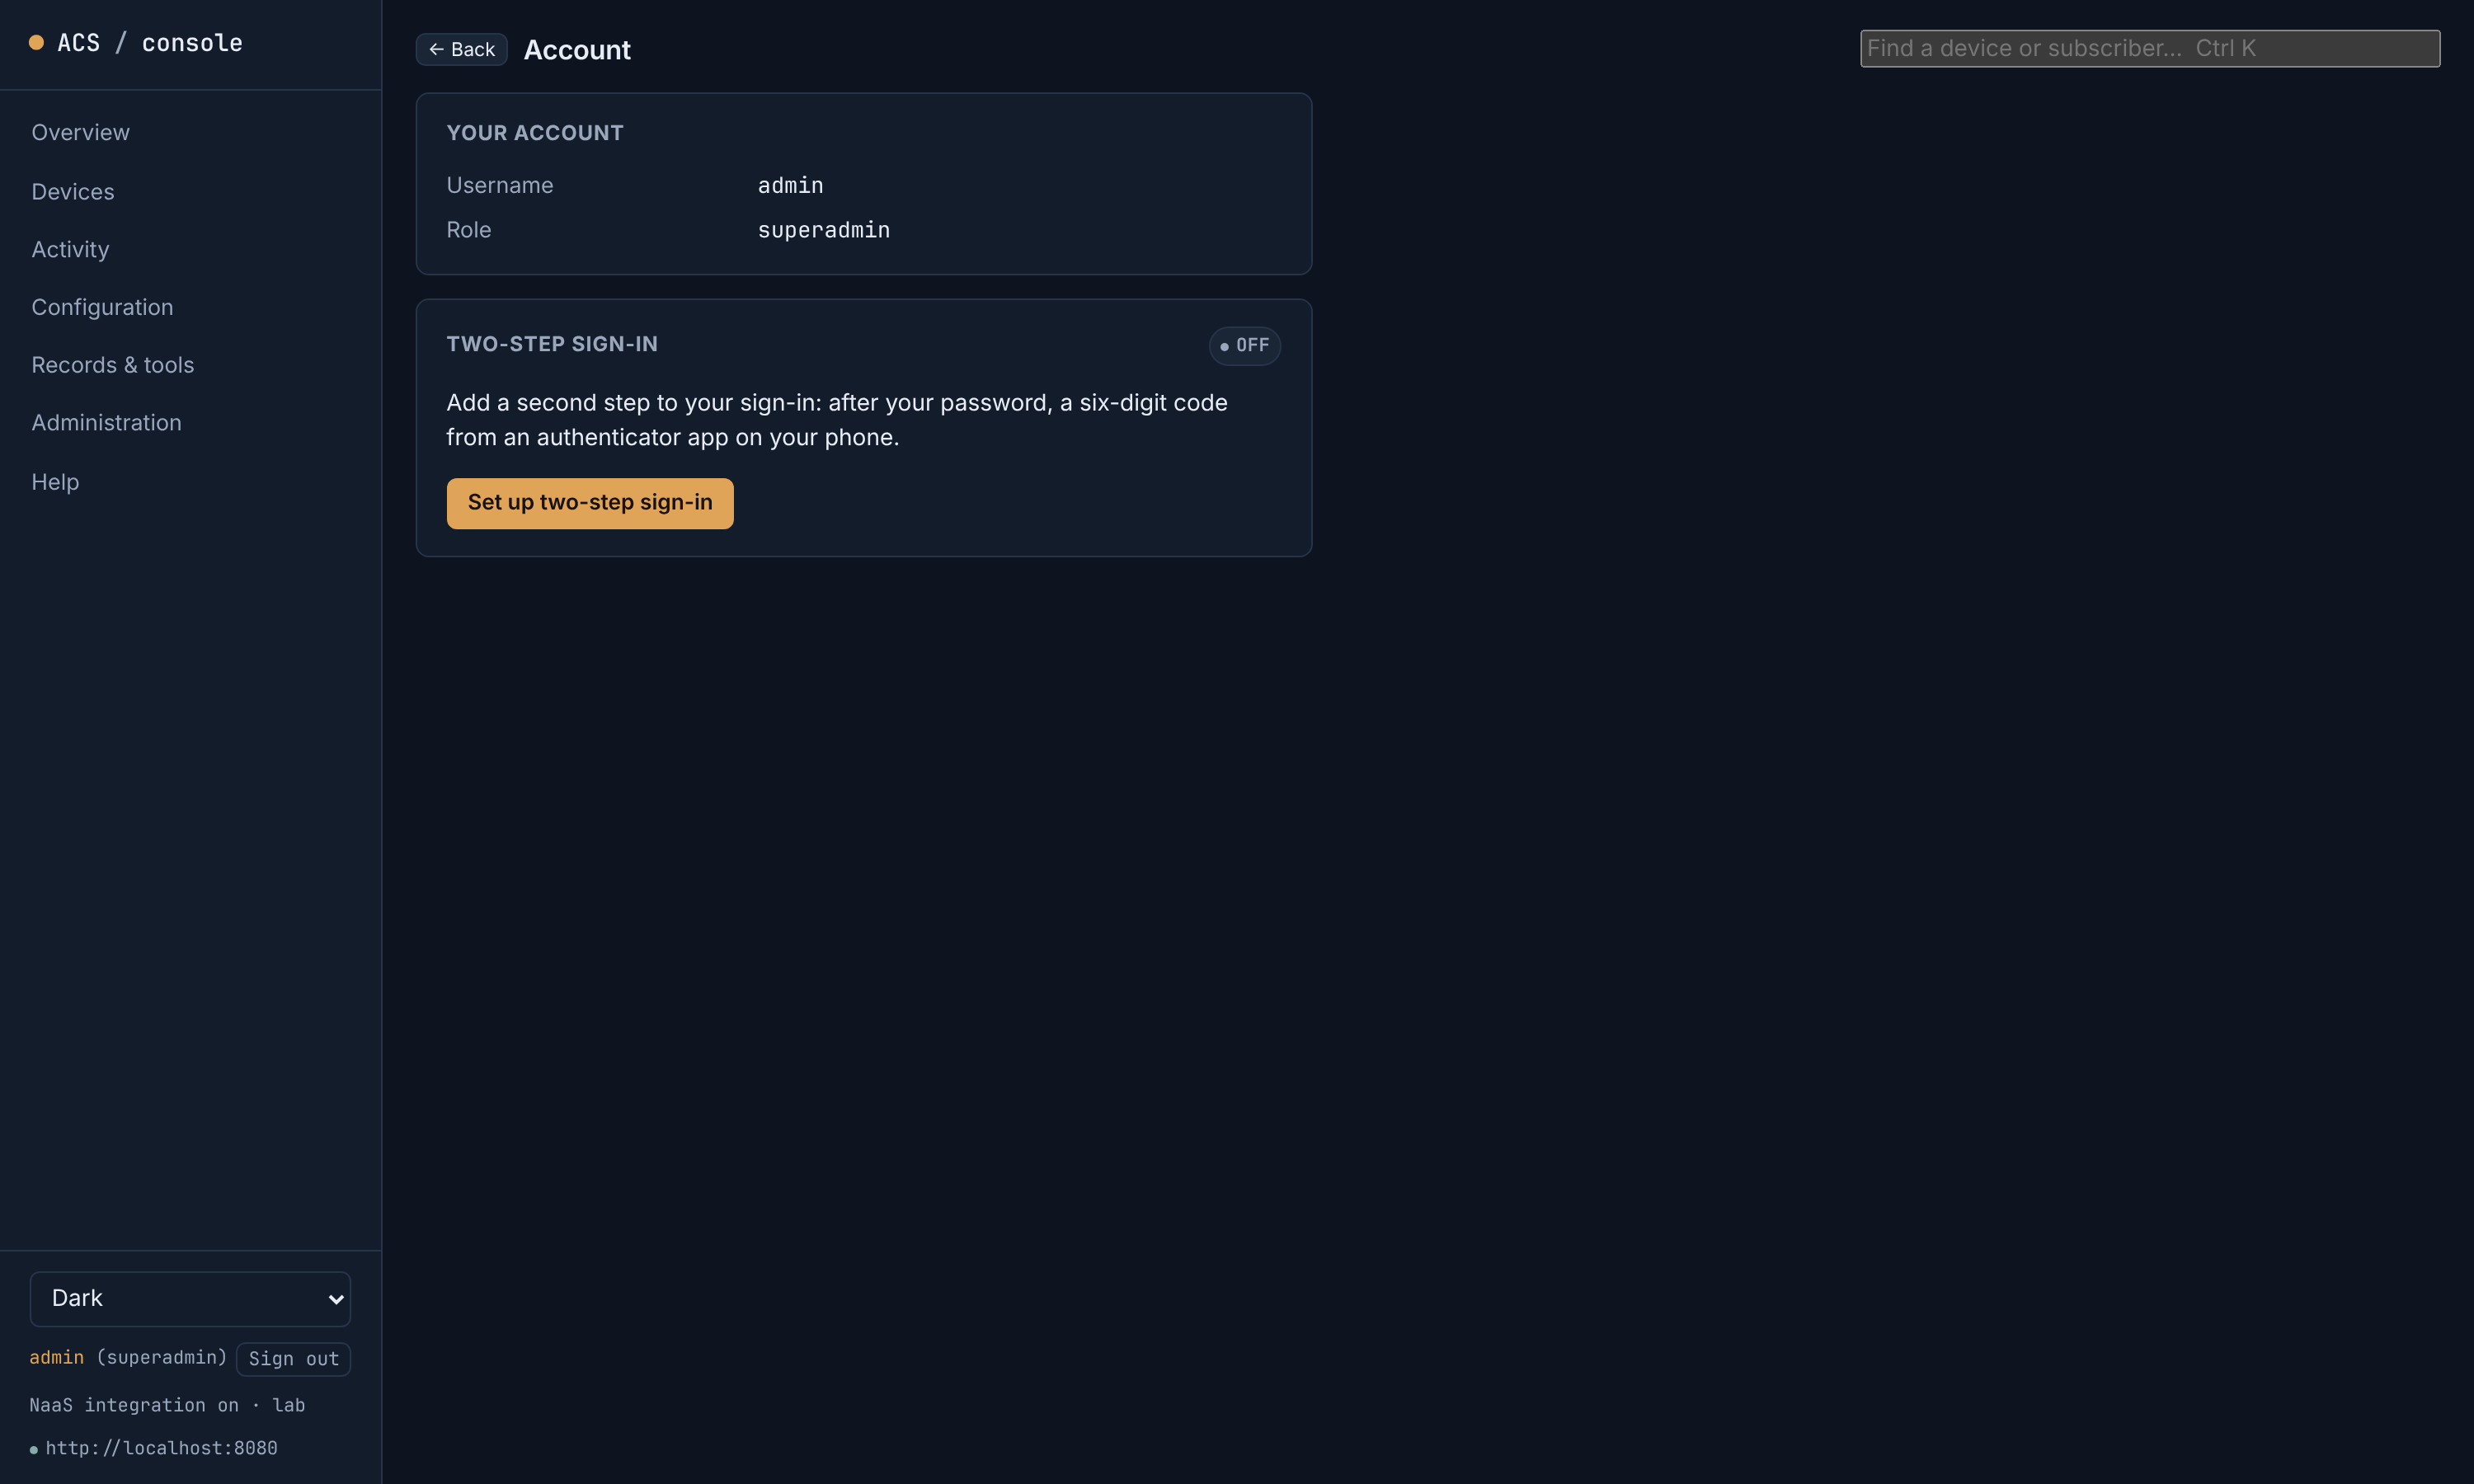 ACS / console
Overview
Devices
Activity
Configuration
Records & tools
Administration
Help
Dark
admin (superadmin) Sign out
NaaS integration on · lab
http://localhost:8080
← Back Account
Find a device or subscriber... Ctrl K
YOUR ACCOUNT
Username admin
Role superadmin
TWO-STEP SIGN-IN OFF
Add a second step to your sign-in: after your password, a six-digit code
from an authenticator app on your phone.
Set up two-step sign-in